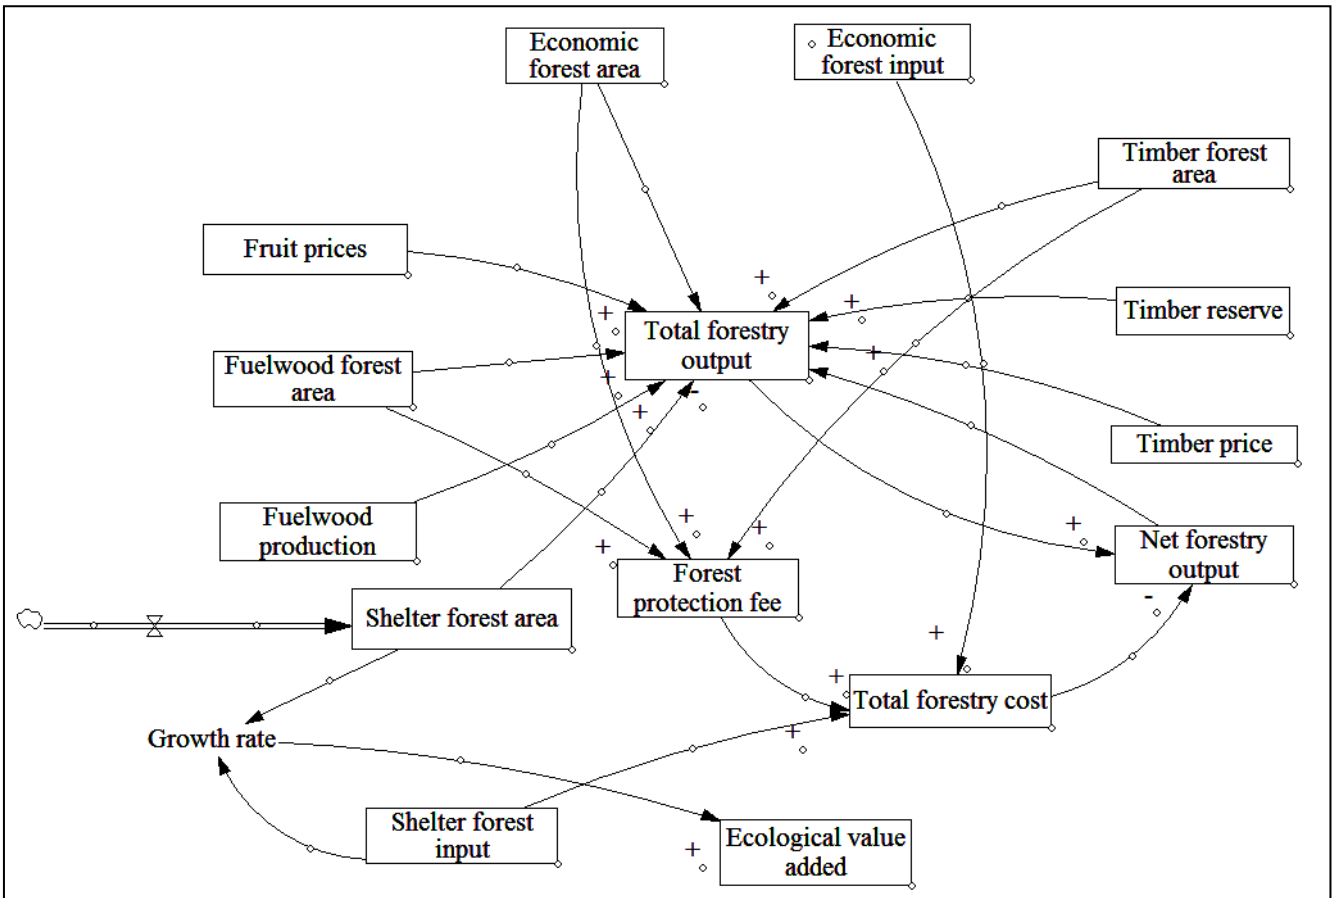 Economic
forest area
Economic
forest input
Timber forest
area
Fruit prices
+
+
+
Timber reserve
Total forestry
output
Fuelwood forest
area
+
+
-
+
Timber price
Fuelwood
production
+
+
+
+
Net forestry
output
Forest
protection fee
-
Shelter forest area
+
+
Total forestry cost
+
Growth rate
Shelter forest
input
+
Ecological value
added